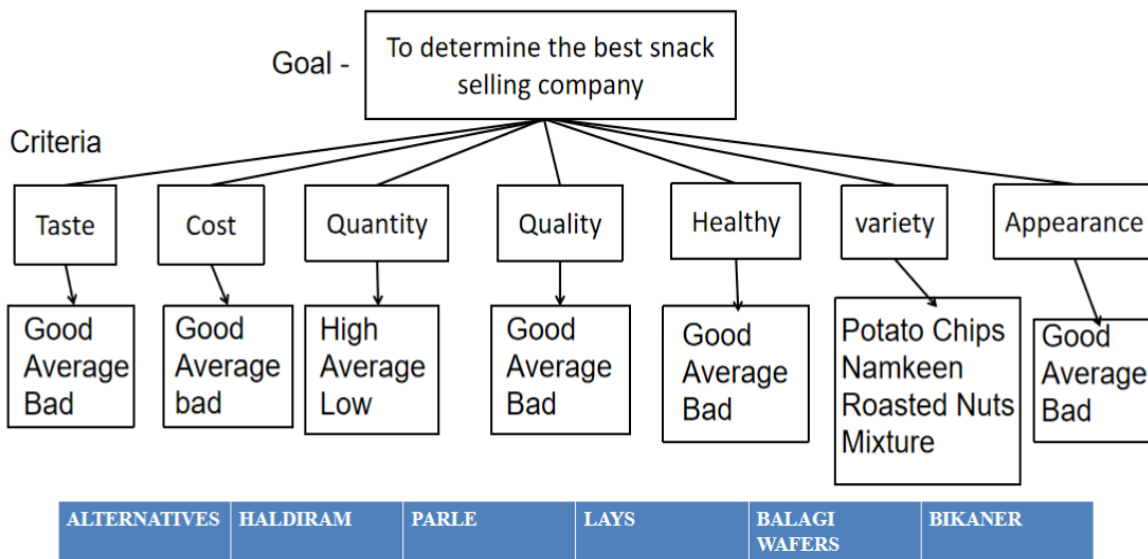 Goal -
To determine the best snack
selling company
Criteria
Taste
Cost
Quantity
Quality
Healthy
variety
Appearance
Good
Average
Bad
Good
Average
bad
High
Average
Low
Good
Average
Bad
Good
Average
Bad
Potato Chips
Namkeen
Roasted Nuts
Mixture
Good
Average
Bad
ALTERNATIVES
HALDIRAM
PARLE
LAYS
BALAGI
WAFERS
BIKANER